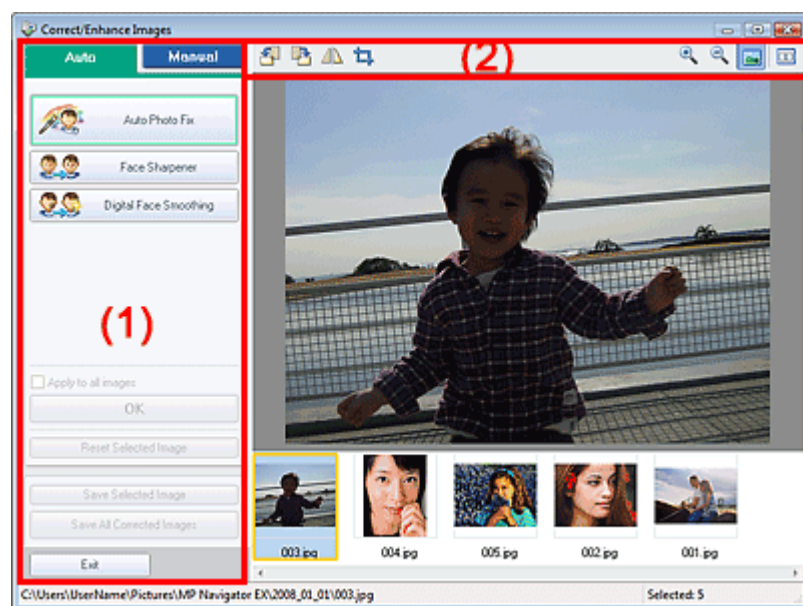 Correct/Enhance Images
Auto Manual
(2)
Auto Photo Fix
Face Sharpener
Digital Face Smoothing
(1)
Apply to all images
OK
Reset Selected Image
Save Selected Image
Save All Corrected Images
Exit
003.jpg 004.jpg 005.jpg 002.jpg 001.jpg
C:\Users\UserName\Pictures\MP Navigator EX\2008_01_01\003.jpg Selected: 5